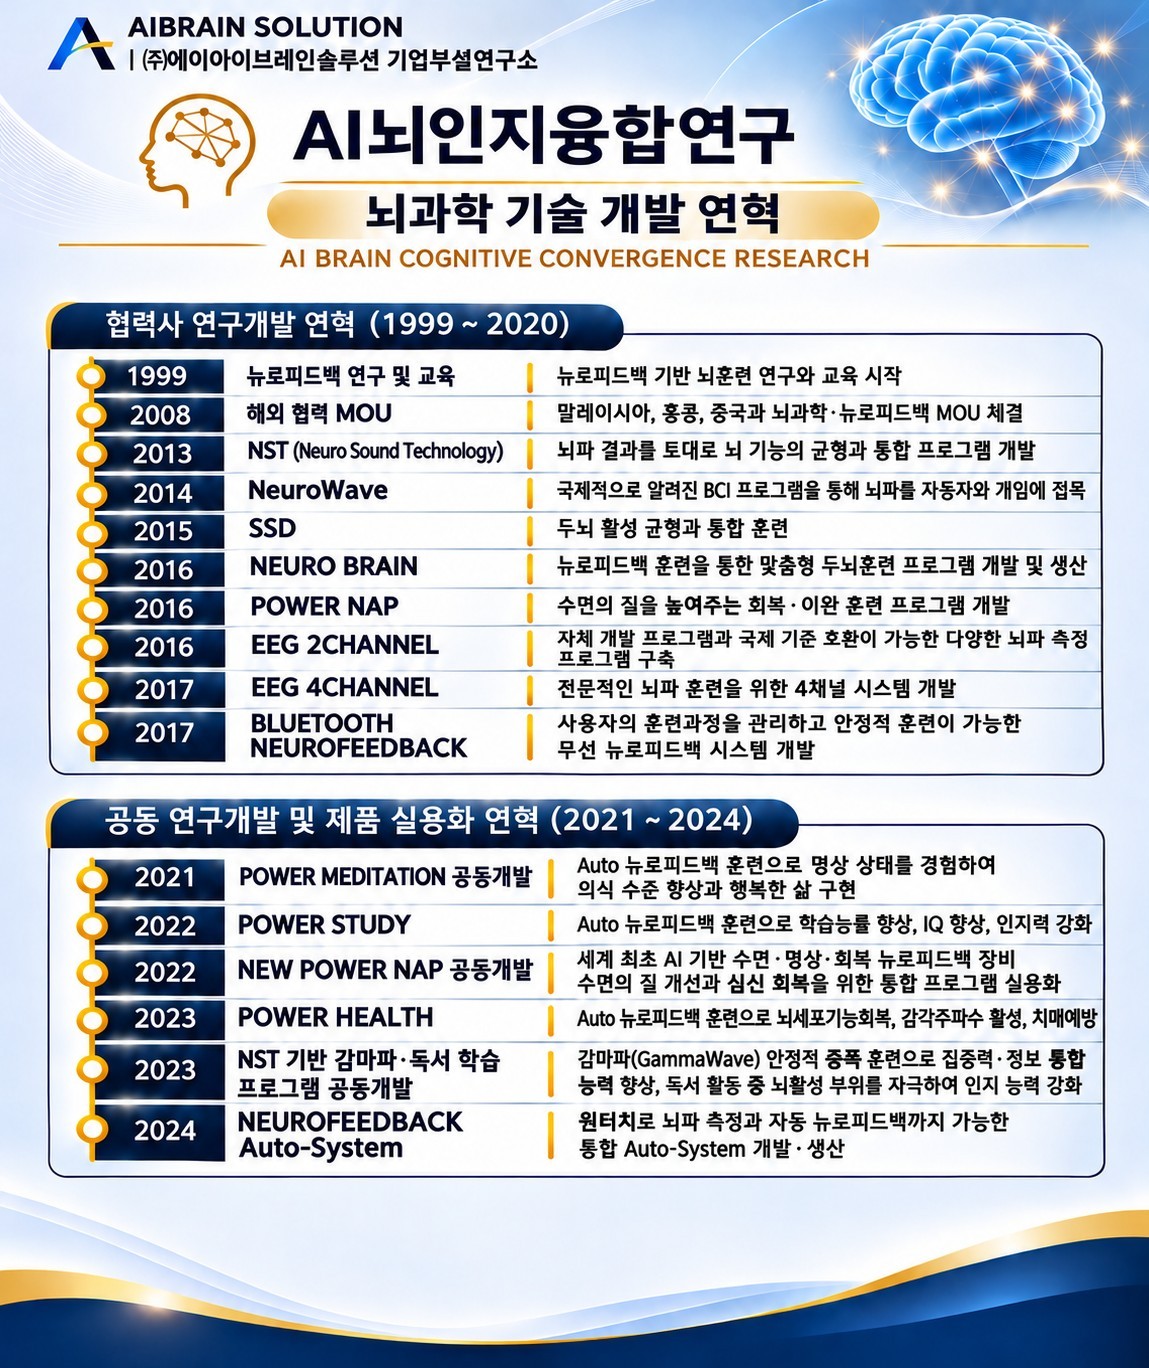 AIBRAIN SOLUTION
| (주)에이아이브레인솔루션 기업부설연구소
AI뇌인지융합연구
뇌과학 기술 개발 연혁
AI BRAIN COGNITIVE CONVERGENCE RESEARCH
협력사 연구개발 연혁 (1999 ~ 2020)
1999 뉴로피드백 연구 및 교육 뉴로피드백 기반 뇌훈련 연구와 교육 시작
2008 해외 협력 MOU 말레이시아, 홍콩, 중국과 뇌과학·뉴로피드백 MOU 체결
2013 NST (Neuro Sound Technology) 뇌파 결과를 토대로 뇌 기능의 균형과 통합 프로그램 개발
2014 NeuroWave 국제적으로 알려진 BCI 프로그램을 통해 뇌파를 자동자와 개임에 접목
2015 SSD 두뇌 활성 균형과 통합 훈련
2016 NEURO BRAIN 뉴로피드백 훈련을 통한 맟춤형 두뇌훈련 프로그램 개발 및 생산
2016 POWER NAP 수면의 질을 높여주는 회복·이완 훈련 프로그램 개발
2016 EEG 2CHANNEL 자체 개발 프로그램과 국제 기준 호환이 가능한 다양한 뇌파 측정
프로그램 구축
2017 EEG 4CHANNEL 전문적인 뇌파 훈련을 위한 4채널 시스템 개발
2017 BLUETOOTH
NEUROFEEDBACK
사용자의 훈련과정을 관리하고 안정적 훈련이 가능한
무선 뉴로피드백 시스템 개발
공동 연구개발 및 제품 실용화 연혁 (2021 ~ 2024)
2021 POWER MEDITATION 공동개발 Auto 뉴로피드백 훈련으로 명상 상태를 경험하여
의식 수준 향상과 행복한 삶 구현
2022 POWER STUDY Auto 뉴로피드백 훈련으로 학습능률 향상, IQ 향상, 인지력 강화
2022 NEW POWER NAP 공동개발 세계 최초 AI 기반 수면·명상·회복 뉴로피드백 장비
수면의 질 개선과 심신 회복을 위한 통합 프로그램 실용화
2023 POWER HEALTH Auto 뉴로피드백 훈련으로 뇌세포기능회복, 감각주파수 활성, 치매예방
2023 NST 기반 감마파·독서 학습
프로그램 공동개발
감마파(GammaWave) 안정적 증폭 훈련으로 집중력·정보 통합
능력 향상, 독서 활동 중 뇌활성 부위를 자극하여 인지 능력 강화
2024 NEUROFEEDBACK
Auto-System
원터치로 뇌파 측정과 자동 뉴로피드백까지 가능한
통합 Auto-System 개발·생산